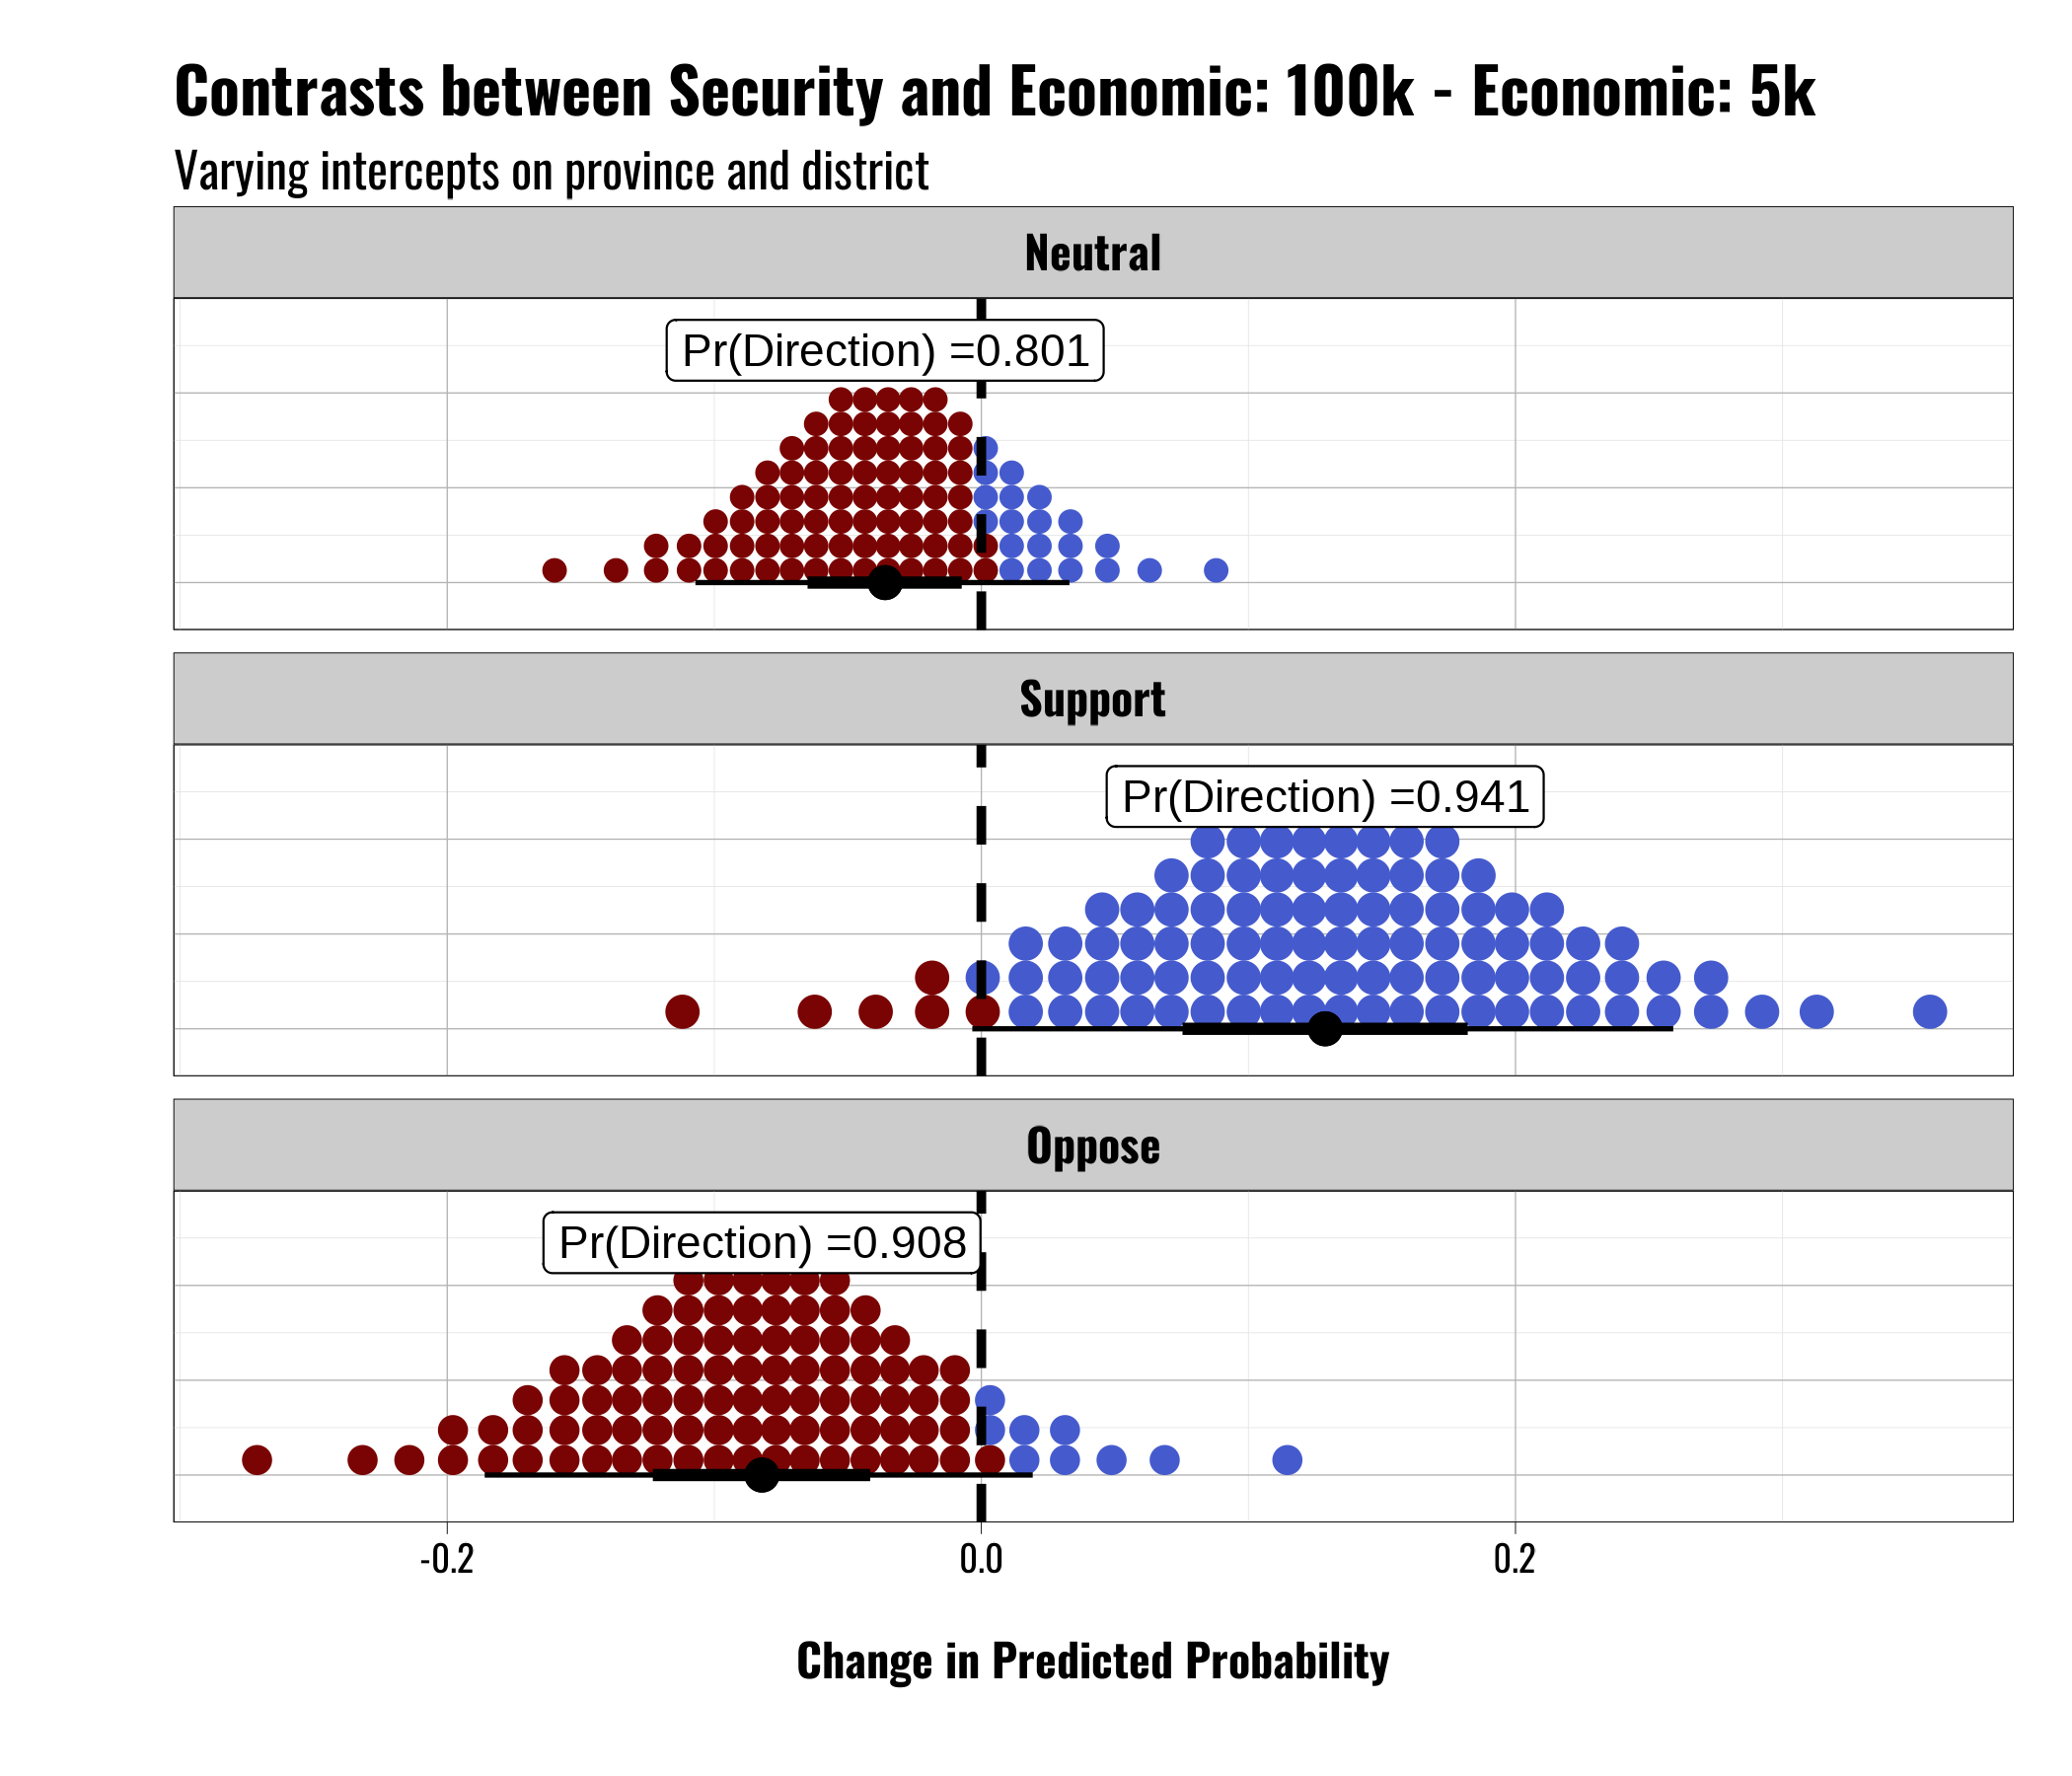 Contrasts between Security and Economic: 100k - Economic: 5k
Varying intercepts on province and district
Neutral
Pr(Direction) =0.801
Support
Pr(Direction) =0.941
Oppose
Pr(Direction) =0.908
-0.2 0.0 0.2
Change in Predicted Probability